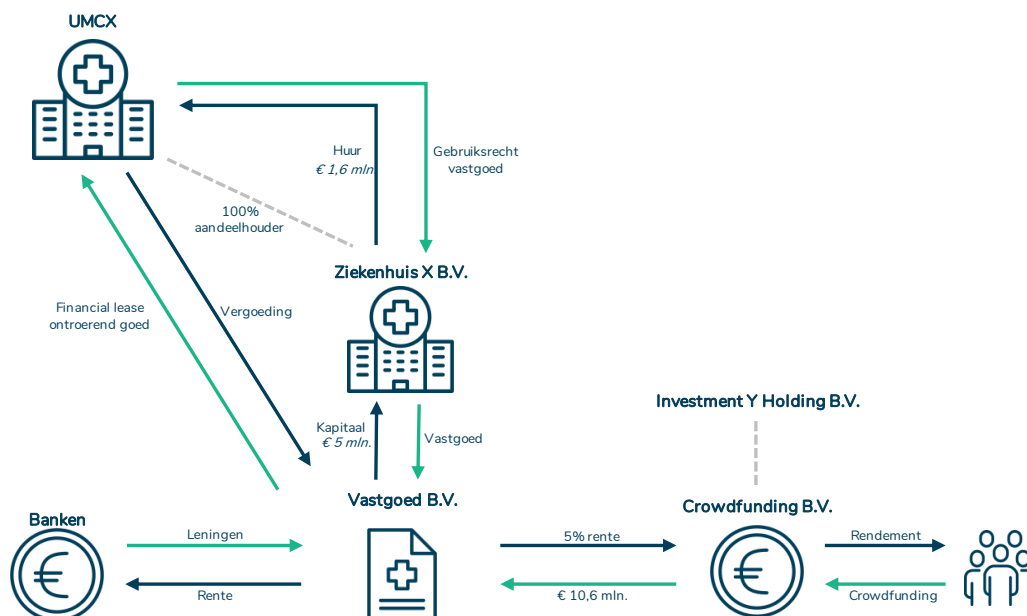 UMCX
Huur
€ 1,6 mln.
Gebruiksrecht
vastgoed
100%
aandeelhouder
Ziekenhuis X B.V.
Financial lease
ontroerend goed
Vergoeding
Kapitaal
€ 5 mln.
Vastgoed
Investment Y Holding B.V.
Vastgoed B.V.
Crowdfunding B.V.
Banken
Leningen
5% rente
Rendement
Rente
€ 10,6 mln.
Crowdfunding